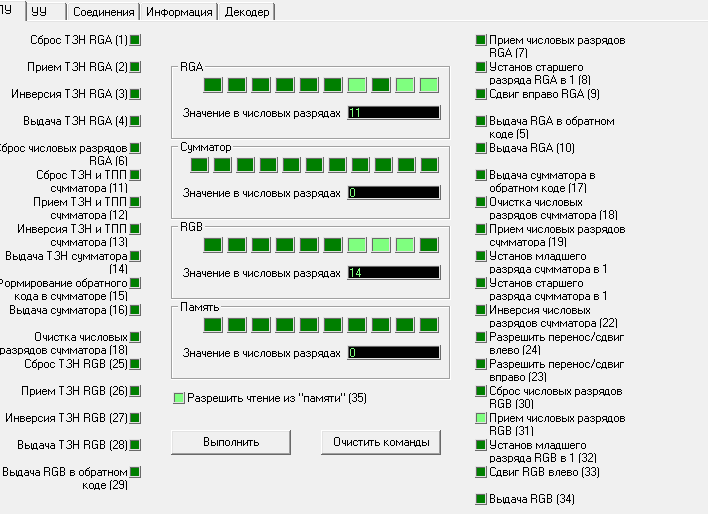 ПУ УУ Соединения Информация Декодер
Сброс ТЗН RGA (1)
Прием ТЗН RGA (2)
Инверсия ТЗН RGA (3)
Выдача ТЗН RGA (4)
Сброс числовых разрядов
RGA (6)
Сброс ТЗН и ТПП
сумматора (11)
Прием ТЗН и ТПП
сумматора (12)
Инверсия ТЗН и ТПП
сумматора (13)
Выдача ТЗН сумматора
(14)
Формирование обратного
кода в сумматоре (15)
Выдача сумматора (16)
Очистка числовых
разрядов сумматора (18)
Сброс ТЗН RGB (25)
Прием ТЗН RGB (26)
Инверсия ТЗН RGB (27)
Выдача ТЗН RGB (28)
Выдача RGB в обратном
коде (29)
RGA
Значение в числовых разрядах 11
Сумматор
Значение в числовых разрядах 0
RGB
Значение в числовых разрядах 14
Память
Значение в числовых разрядах 0
Разрешить чтение из "памяти" (35)
Выполнить Очистить команды
Прием числовых разрядов
RGA (7)
Установ старшего
разряда RGA в 1 (8)
Сдвиг вправо RGA (9)
Выдача RGA в обратном
коде (5)
Выдача RGA (10)
Выдача сумматора в
обратном коде (17)
Очистка числовых
разрядов сумматора (18)
Прием числовых разрядов
сумматора (19)
Установ младшего
разряда сумматора в 1
Установ старшего
разряда сумматора в 1
Инверсия числовых
разрядов сумматора (22)
Разрешить перенос/сдвиг
влево (24)
Разрешить перенос/сдвиг
вправо (23)
Сброс числовых разрядов
RGB (30)
Прием числовых разрядов
RGB (31)
Установ младшего
разряда RGB в 1 (32)
Сдвиг RGB влево (33)
Выдача RGB (34)